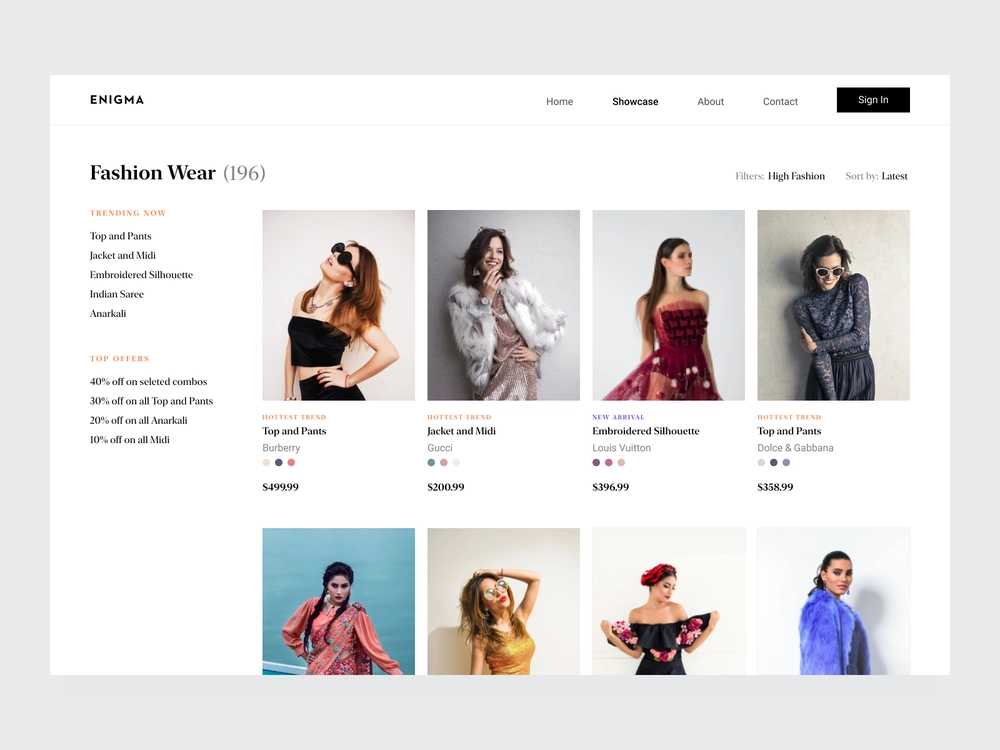 ENIGMA
Home
Showcase
About
Contact
Sign In
Fashion Wear (196)
Filters: High Fashion
Sort by: Latest
TRENDING NOW
Top and Pants
Jacket and Midi
Embroidered Silhouette
Indian Saree
Anarkali
TOP OFFERS
40% off on seleted combos
30% off on all Top and Pants
20% off on all Anarkali
10% off on all Midi
HOTTEST TREND
Top and Pants
Burberry
$499.99
HOTTEST TREND
Jacket and Midi
Gucci
$200.99
NEW ARRIVAL
Embroidered Silhouette
Louis Vuitton
$396.99
HOTTEST TREND
Top and Pants
Dolce & Gabbana
$358.99